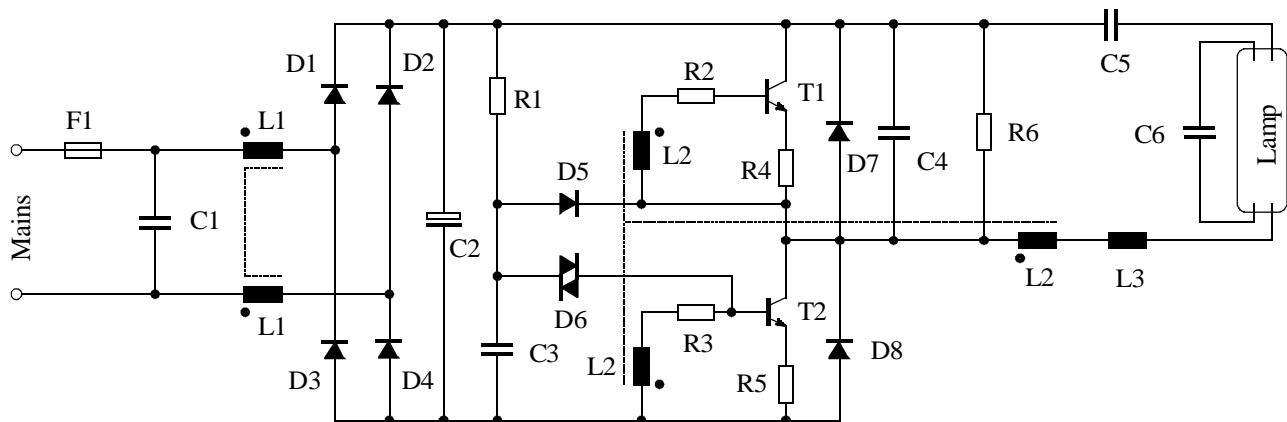 D1
D2
F1
L1
Mains
C1
L1
D3
D4
C2
R1
D5
D6
C3
R2
L2
T1
R4
R3
L2
T2
R5
D7
C4
R6
D8
C5
C6
Lamp
L2
L3